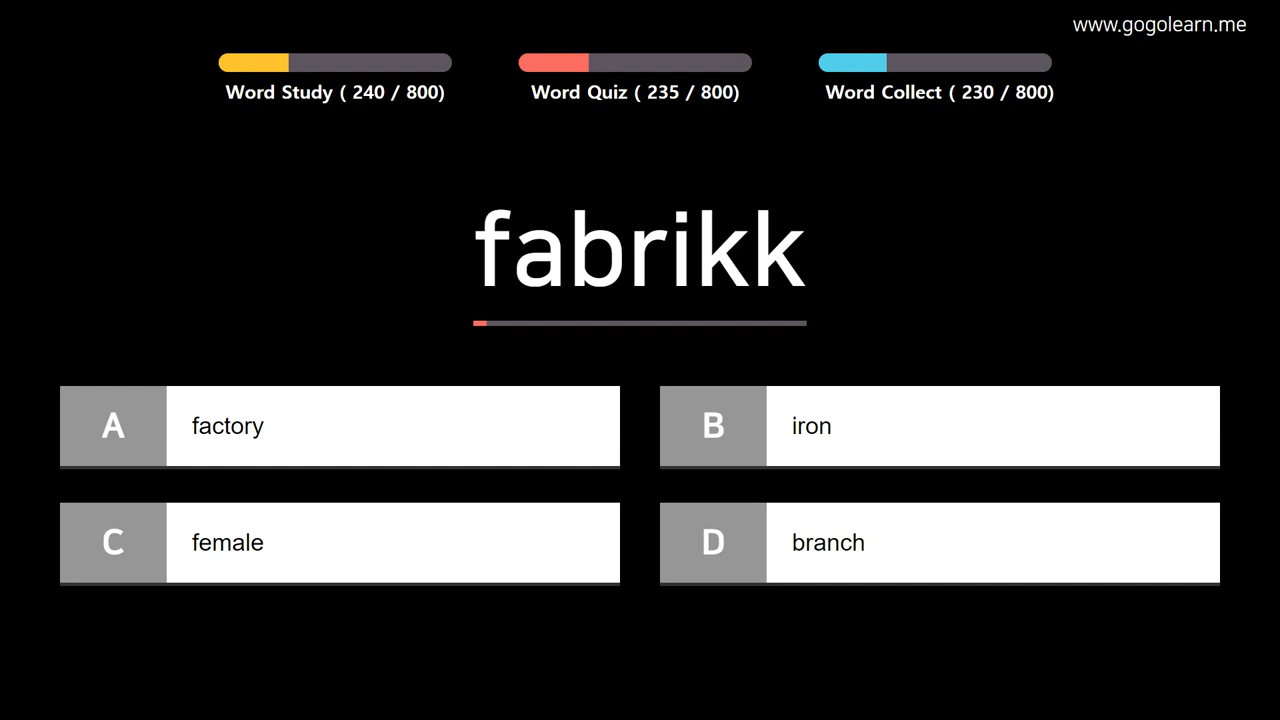 www.gogolearn.me
Word Study ( 240 / 800)
Word Quiz ( 235 / 800)
Word Collect ( 230 / 800)
fabrikk
A factory
B iron
C female
D branch